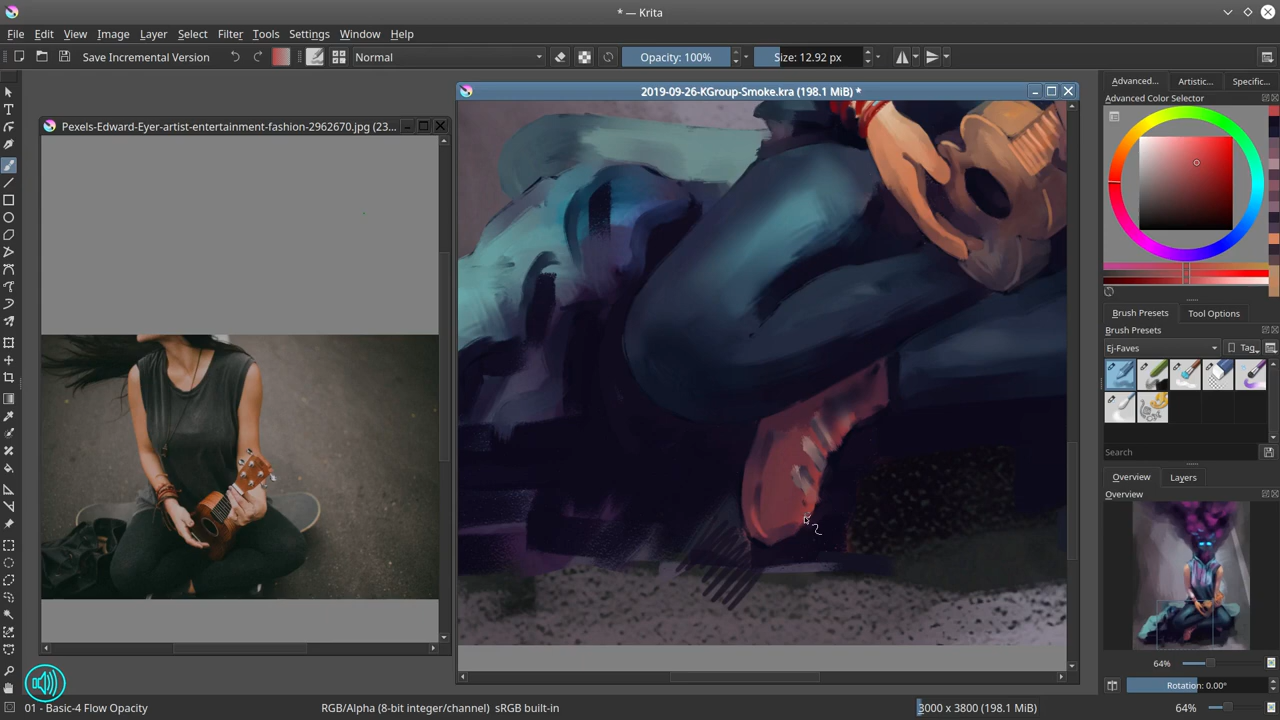 * — Krita
File Edit View Image Layer Select Filter Tools Settings Window Help
Save Incremental Version Normal Opacity: 100% Size: 12.92 px
Pexels-Edward-Eyer-artist-entertainment-fashion-2962670.jpg (23...
2019-09-26-KGroup-Smoke.kra (198.1 MiB) *
Advanced... Artistic... Specific...
Advanced Color Selector
Brush Presets Tool Options
Brush Presets
Ej-Faves Tag
Search
Overview Layers
Overview
64%
Rotation: 0.00°
01 - Basic-4 Flow Opacity RGB/Alpha (8-bit integer/channel) sRGB built-in 3000 x 3800 (198.1 MiB) 64%